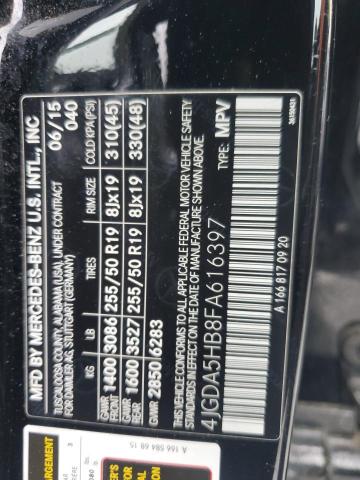 MFD BY MERCEDES-BENZ U.S. INTL., INC
TUSCALOOSA COUNTY, ALABAMA (USA) UNDER CONTRACT
FOR DAIMLER AG, STUTTGART (GERMANY)
06/15
040
KG LB TIRES RIM SIZE COLD KPA(PSI)
GAWR FRONT 1400 3086 255/50 R19 8Jx19 310(45)
GAWR REAR 1600 3527 255/50 R19 8Jx19 330(48)
GVWR 2850 6283
THIS VEHICLE CONFORMS TO ALL APPLICABLE FEDERAL MOTOR VEHICLE SAFETY
STANDARDS IN EFFECT ON THE DATE OF MANUFACTURE SHOWN ABOVE.
TYPE: MPV
4JGDA5HB8FA616397
A 166 817 09 20
A 166 584 68 15